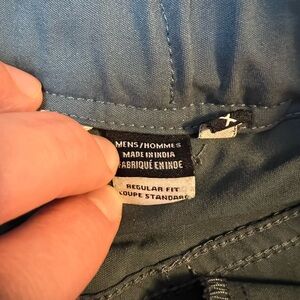 MENS/HOMMES
MADE IN INDIA
FABRIQUÉ EN INDE
REGULAR FIT
COUPE STANDARD
X